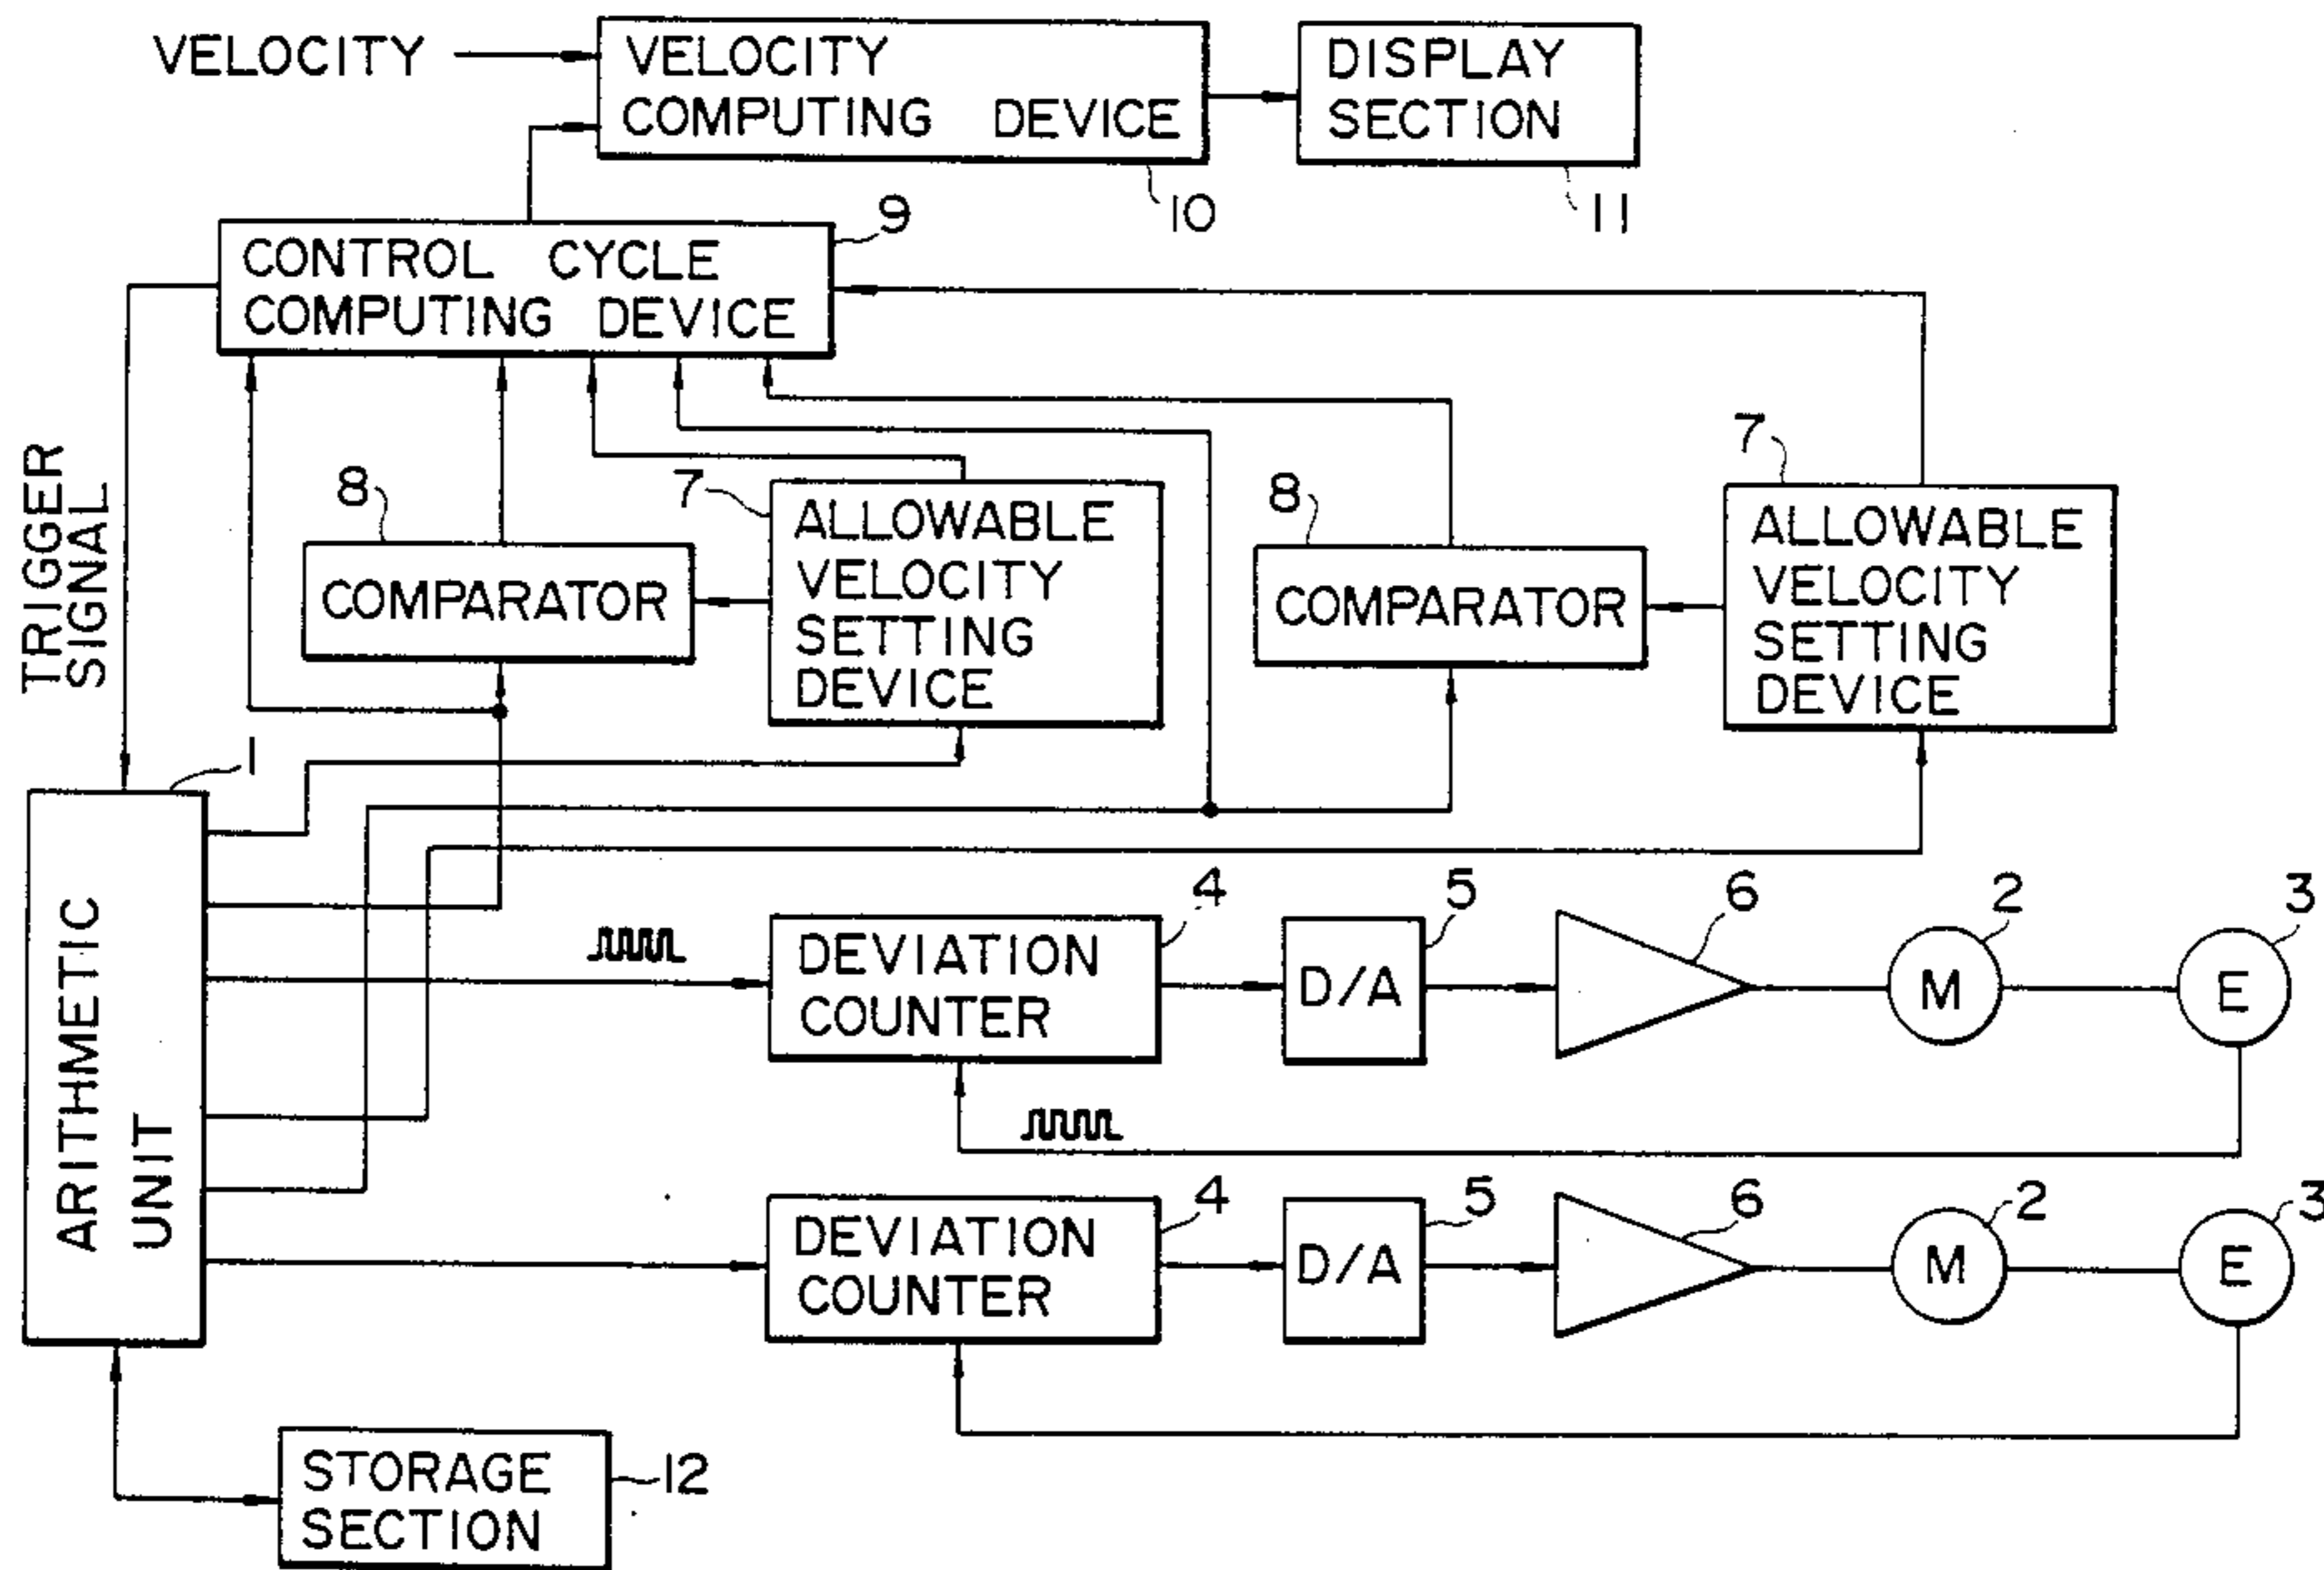 VELOCITY
VELOCITY
COMPUTING DEVICE
DISPLAY
SECTION
10
11
9
CONTROL CYCLE
COMPUTING DEVICE
TRIGGER
SIGNAL
8
COMPARATOR
7
ALLOWABLE
VELOCITY
SETTING
DEVICE
8
COMPARATOR
7
ALLOWABLE
VELOCITY
SETTING
DEVICE
1
ARITHMETIC
UNIT
4
DEVIATION
COUNTER
5
D/A
6
2
M
3
E
4
DEVIATION
COUNTER
5
D/A
6
2
M
3
E
STORAGE
SECTION
12